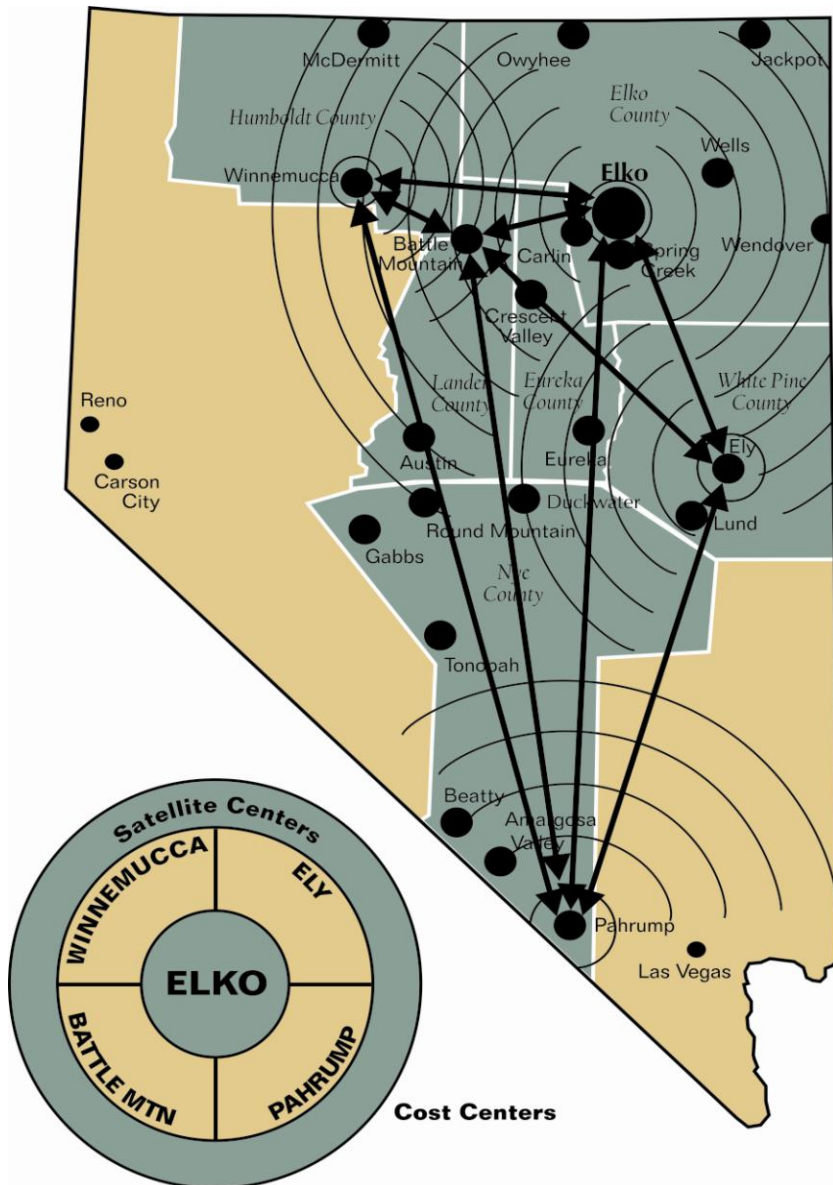 McDermitt
Owyhee
Jackpot
Humboldt County
Elko
County
Wells
Winnemucca
Elko
Battle
Mountain
Carlin
Spring
Creek
Wendover
Crescent
Valley
Lander
County
Eureka
County
White Pine
County
Reno
Carson
City
Austin
Eureka
Ely
Round Mountain
Duckwater
Lund
Gabbs
Nye
County
Tonopah
Beatty
Amargosa
Valley
Pahrump
Las Vegas
Satellite Centers
WINNEMUCCA
ELY
ELKO
BATTLE MTN
PAHRUMP
Cost Centers